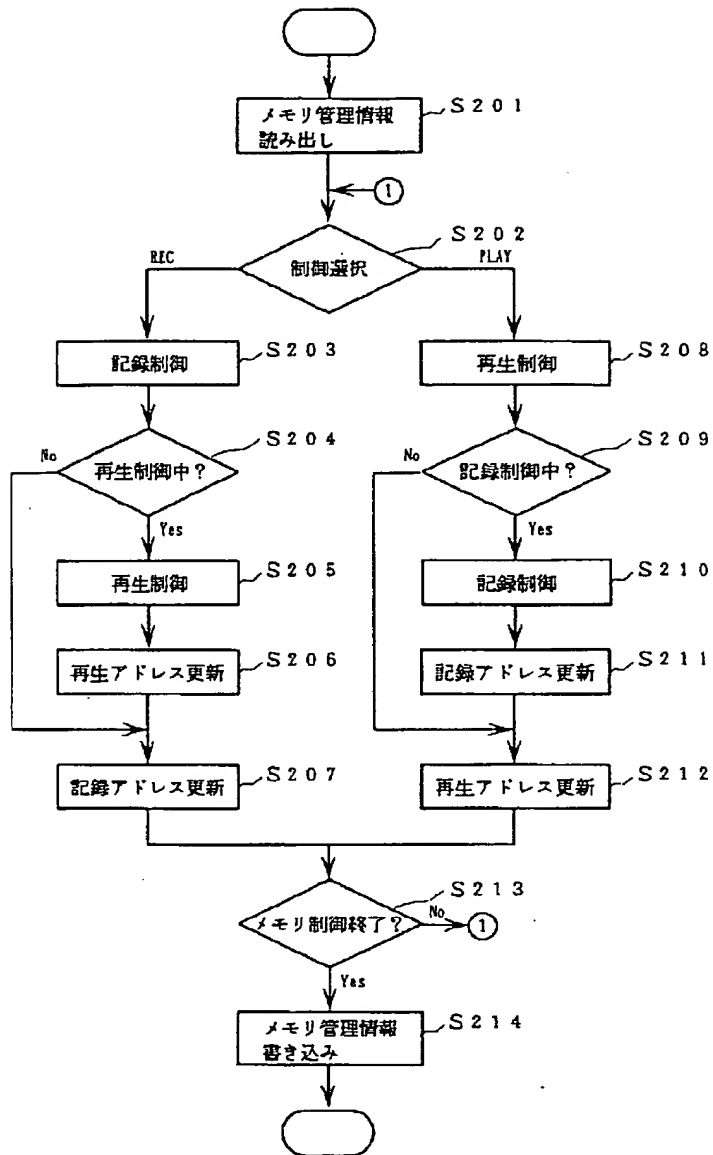 メモリ管理情報
読み出し
S201
1
制御選択
S202
REC
PLAY
記録制御
S203
再生制御
S208
再生制御中?
S204
No
Yes
記録制御中?
S209
No
Yes
再生制御
S205
記録制御
S210
再生アドレス更新
S206
記録アドレス更新
S211
記録アドレス更新
S207
再生アドレス更新
S212
メモリ制御終了?
S213
No
1
Yes
メモリ管理情報
書き込み
S214